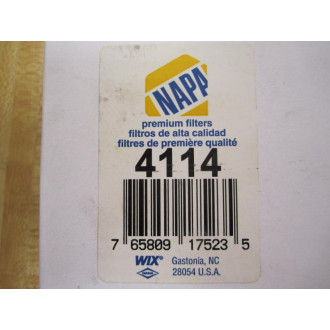 NAPA
premium filters
filtros de alta calidad
filtres de première qualité
4114
7 65809 17523 5
WIX® Gastonia, NC
28054 U.S.A.